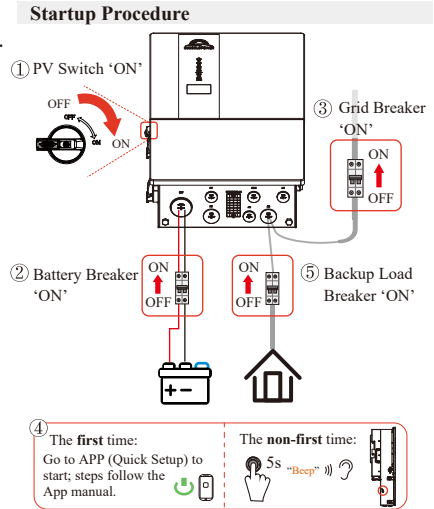 Startup Procedure
① PV Switch ‘ON’
OFF
OFF
ON
ON
③ Grid Breaker
‘ON’
ON
OFF
② Battery Breaker
‘ON’
ON
OFF
ON
OFF
⑤ Backup Load
Breaker ‘ON’
④
The first time:
Go to APP (Quick Setup) to
start; steps follow the
App manual.
The non-first time:
5s “Beep”